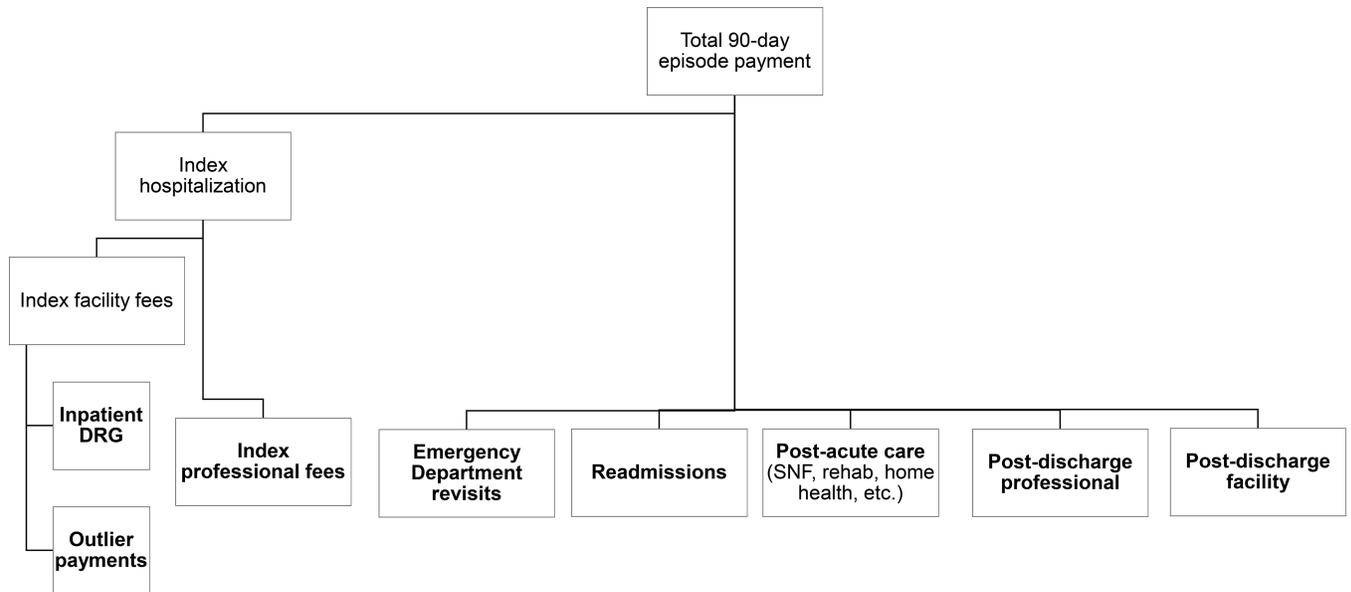 Total 90-day
episode payment
Index
hospitalization
Index facility fees
Inpatient
DRG
Outlier
payments
Index
professional fees
Emergency
Department
revisits
Readmissions
Post-acute care
(SNF, rehab, home
health, etc.)
Post-discharge
professional
Post-discharge
facility